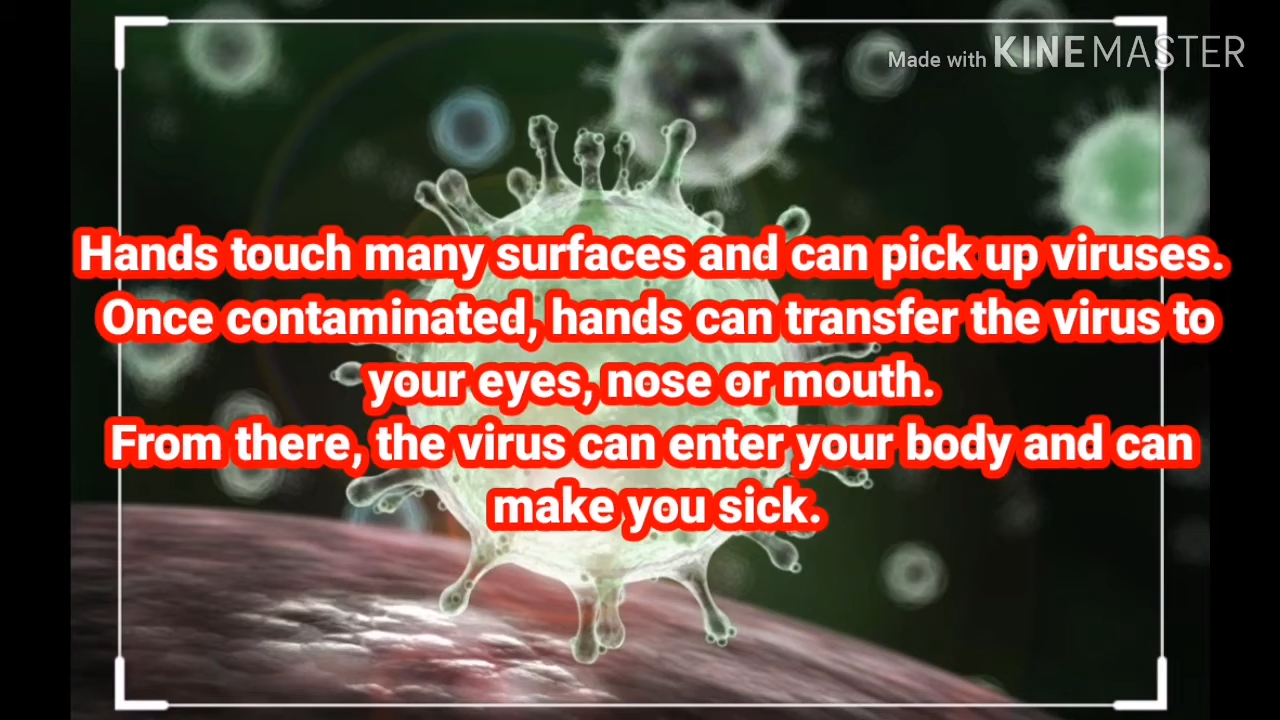 Made with KINEMASTER
Hands touch many surfaces and can pick up viruses.
Once contaminated, hands can transfer the virus to
your eyes, nose or mouth.
From there, the virus can enter your body and can
make you sick.